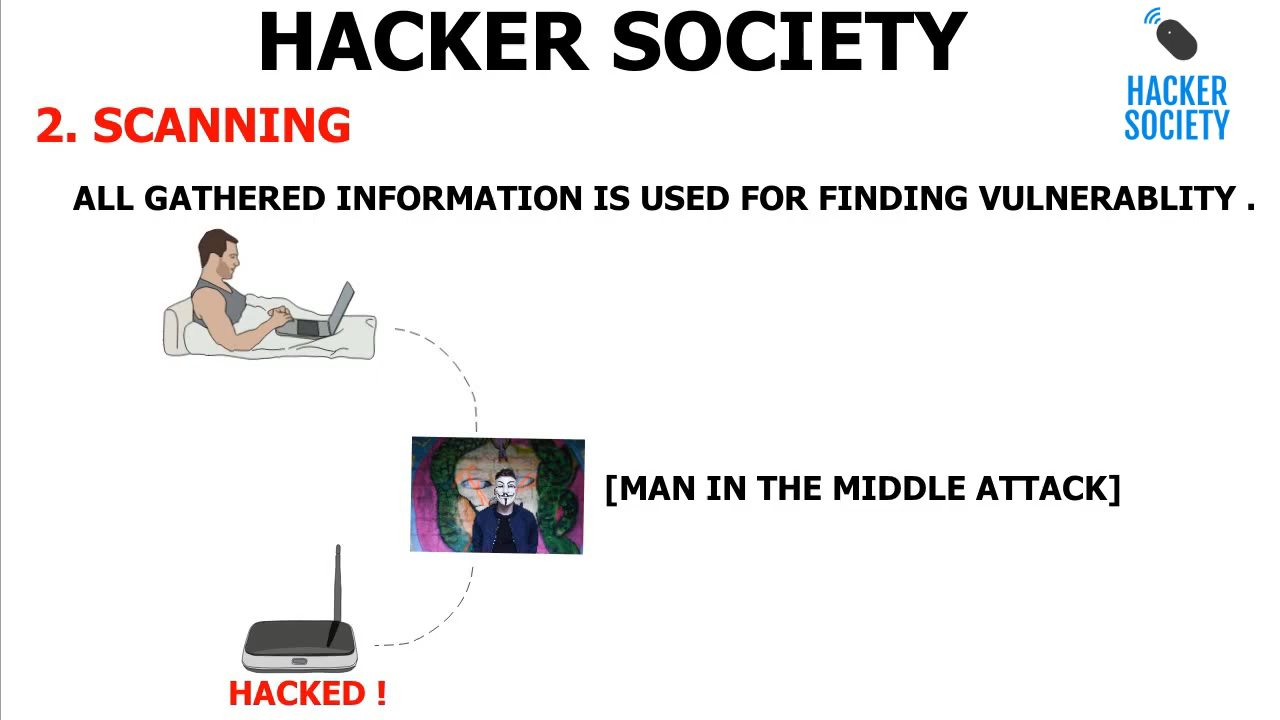 HACKER SOCIETY
HACKER
SOCIETY
2. SCANNING
ALL GATHERED INFORMATION IS USED FOR FINDING VULNERABLITY .
[MAN IN THE MIDDLE ATTACK]
HACKED !